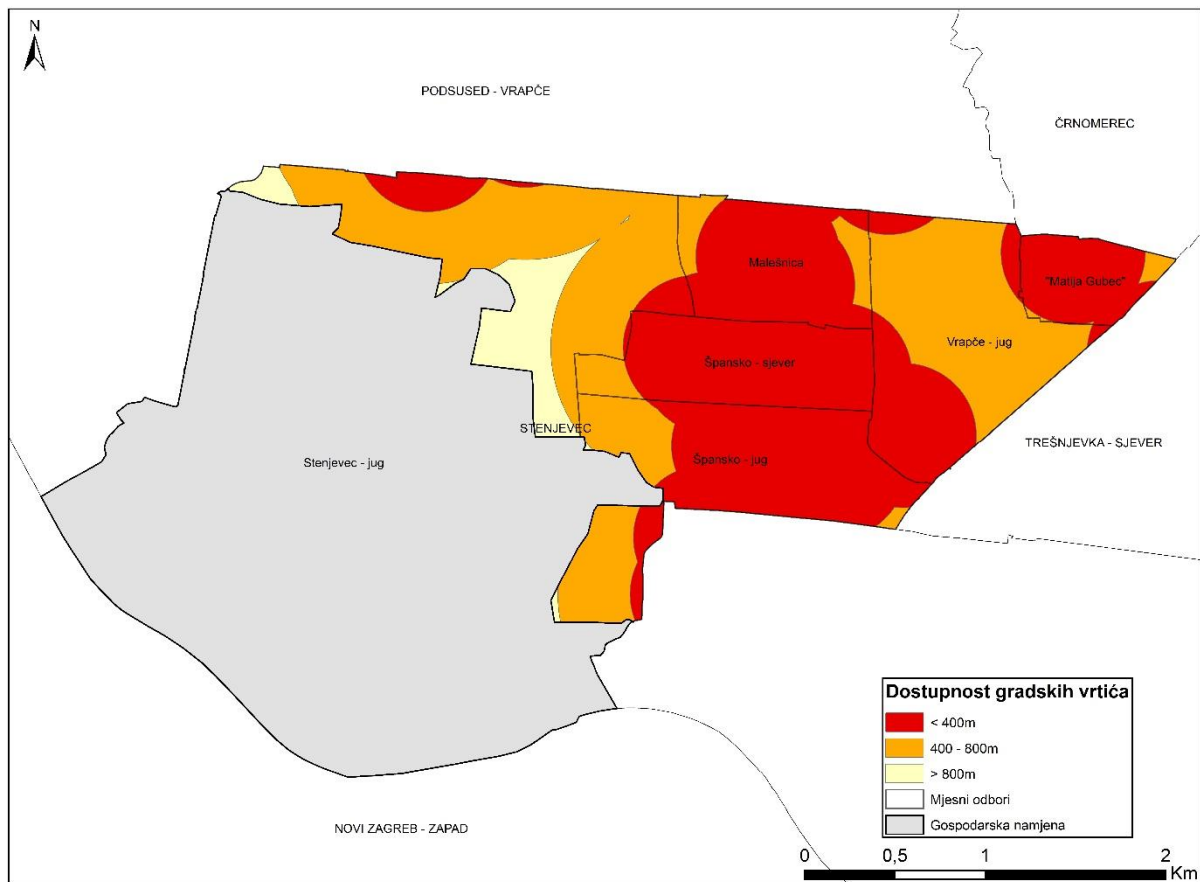 N
PODSUSED - VRAPČE
ČRNOMEREC
Malešnica
"Matija Gubec"
Vrapče - jug
Špansko - sjever
STENJEVEC
TREŠNJEVKA - SJEVER
Stenjevec - jug
Špansko - jug
NOVI ZAGREB - ZAPAD
Dostupnost gradskih vrtića
< 400m
400 - 800m
> 800m
Mjesni odbori
Gospodarska namjena
0 0,5 1 2
Km